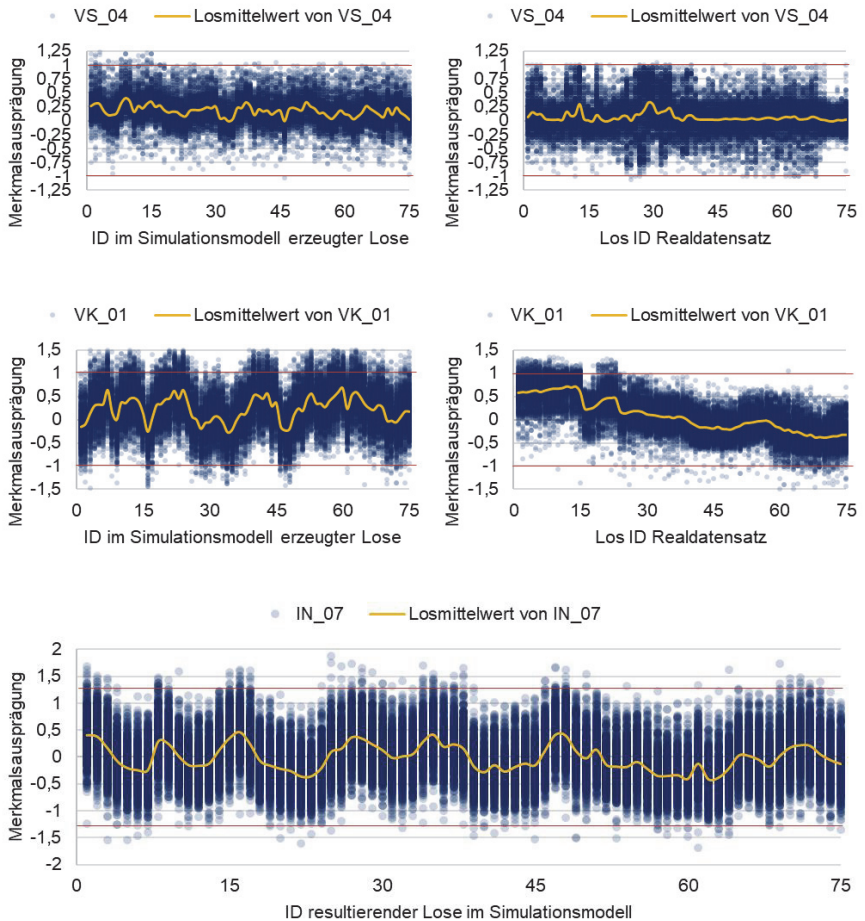 VS_04 Losmittelwert von VS_04
Merkmalsausprägung
1,25
1
0,75
0,5
0,25
0
-0,25
-0,5
-0,75
-1
-1,25
0 15 30 45 60 75
ID im Simulationsmodell erzeugter Lose
VS_04 Losmittelwert von VS_04
Merkmalsausprägung
1,25
1
0,75
0,5
0,25
0
-0,25
-0,5
-0,75
-1
-1,25
0 15 30 45 60 75
Los ID Realdatensatz
VK_01 Losmittelwert von VK_01
Merkmalsausprägung
1,5
1
0,5
0
-0,5
-1
-1,5
0 15 30 45 60 75
ID im Simulationsmodell erzeugter Lose
VK_01 Losmittelwert von VK_01
Merkmalsausprägung
1,5
1
0,5
0
-0,5
-1
-1,5
0 15 30 45 60 75
Los ID Realdatensatz
IN_07 Losmittelwert von IN_07
Merkmalsausprägung
2
1,5
1
0,5
0
-0,5
-1
-1,5
-2
0 15 30 45 60 75
ID resultierender Lose im Simulationsmodell